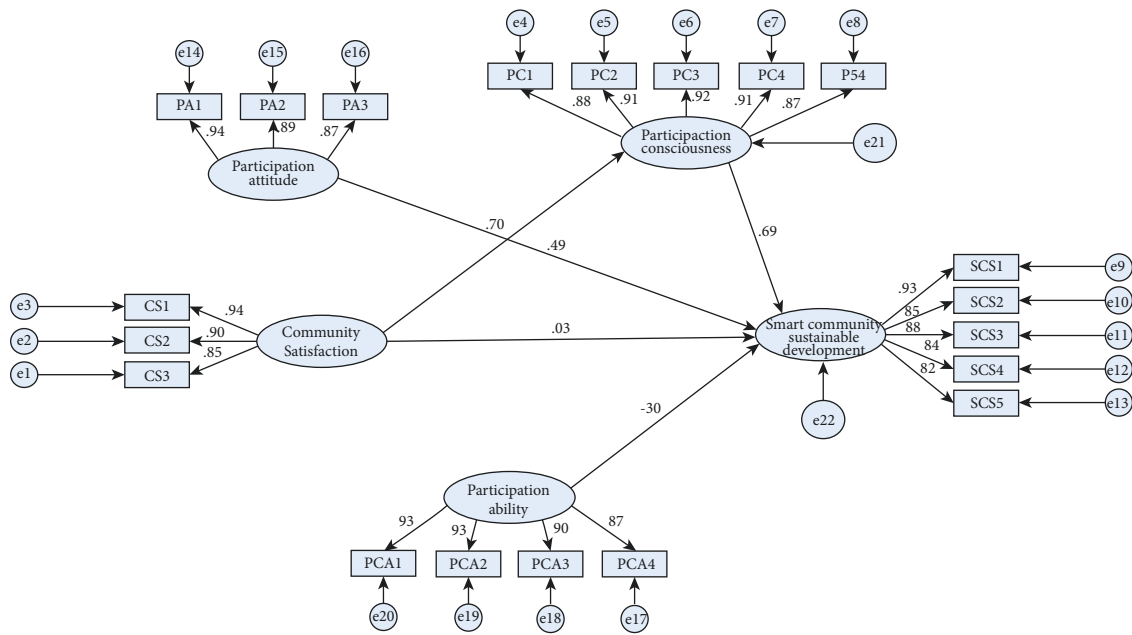 e4
e5
e6
e7
e8
e14
e15
e16
PC1
PC2
PC3
PC4
P54
PA1
PA2
PA3
.88
.91
.92
.91
.87
.94
89
.87
Participaction
consciousness
e21
Participation
attitude
.70
.49
.69
SCS1
e9
.93
SCS2
e10
85
e3
CS1
.94
Community
Satisfaction
.03
Smart community
sustainable
development
88
SCS3
e11
e2
CS2
.90
84
SCS4
e12
e1
CS3
.85
82
SCS5
e13
-30
e22
Participation
ability
93
93
90
87
PCA1
PCA2
PCA3
PCA4
e20
e19
e18
e17